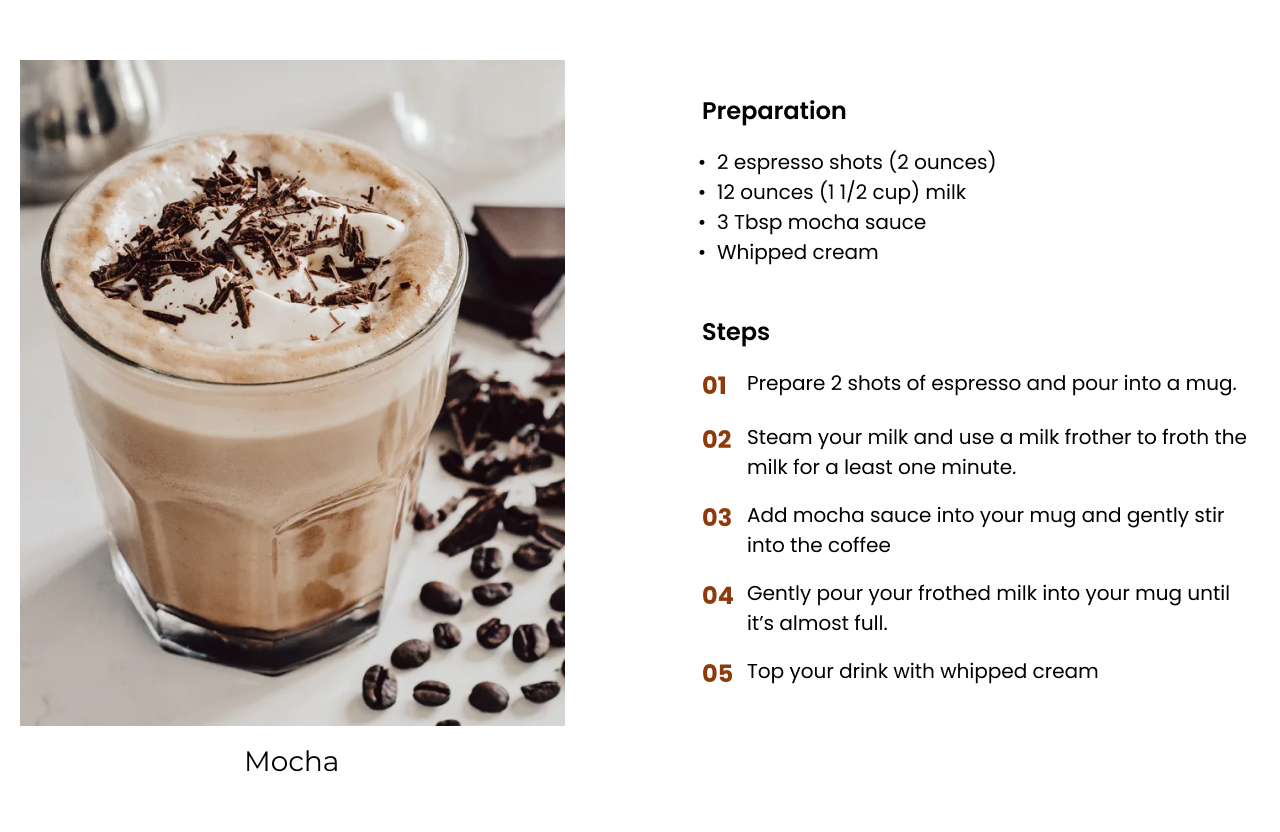 Preparation
• 2 espresso shots (2 ounces)
• 12 ounces (1 1/2 cup) milk
• 3 Tbsp mocha sauce
• Whipped cream
Steps
01 Prepare 2 shots of espresso and pour into a mug.
02 Steam your milk and use a milk frother to froth the
milk for a least one minute.
03 Add mocha sauce into your mug and gently stir
into the coffee
04 Gently pour your frothed milk into your mug until
it’s almost full.
05 Top your drink with whipped cream
Mocha